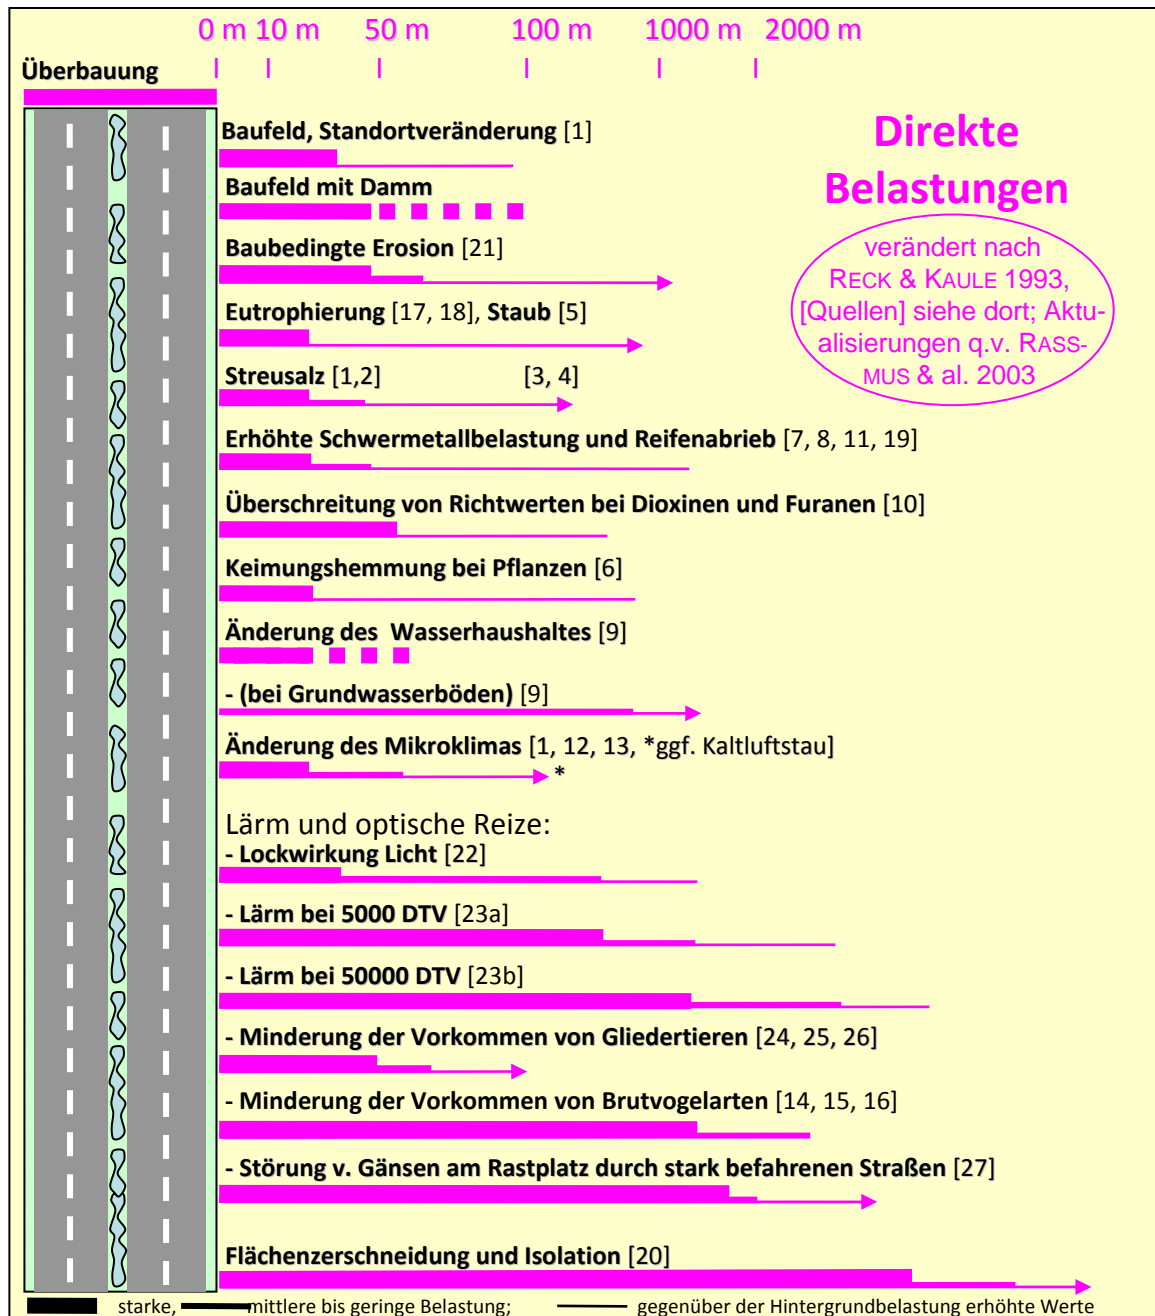 0 m 10 m 50 m 100 m 1000 m 2000 m
Überbauung
Direkte
Belastungen
verändert nach
RECK & KAULE 1993,
[Quellen] siehe dort; Aktu-
alisierungen q.v. RASS-
MUS & al. 2003
Baufeld, Standortveränderung [1]
Baufeld mit Damm
Baubedingte Erosion [21]
Eutrophierung [17, 18], Staub [5]
Streusalz [1,2] [3, 4]
Erhöhte Schwermetallbelastung und Reifenabrieb [7, 8, 11, 19]
Überschreitung von Richtwerten bei Dioxinen und Furanen [10]
Keimungshemmung bei Pflanzen [6]
Änderung des Wasserhaushaltes [9]
- (bei Grundwasserböden) [9]
Änderung des Mikroklimas [1, 12, 13, *ggf. Kaltluftstau]
*
Lärm und optische Reize:
- Lockwirkung Licht [22]
- Lärm bei 5000 DTV [23a]
- Lärm bei 50000 DTV [23b]
- Minderung der Vorkommen von Gliedertieren [24, 25, 26]
- Minderung der Vorkommen von Brutvogelarten [14, 15, 16]
- Störung v. Gänsen am Rastplatz durch stark befahrenen Straßen [27]
Flächenzerschneidung und Isolation [20]
starke, mittlere bis geringe Belastung; gegenüber der Hintergrundbelastung erhöhte Werte